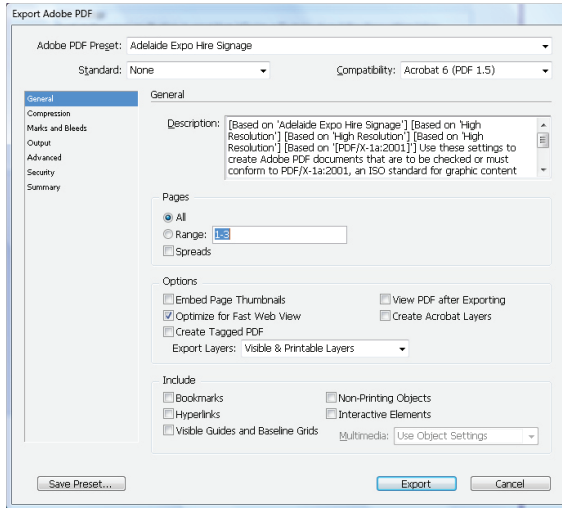 Export Adobe PDF
Adobe PDF Preset: Adelaide Expo Hire Signage
Standard: None
Compatibility: Acrobat 6 (PDF 1.5)
General
Compression
Marks and Bleeds
Output
Advanced
Security
Summary
General
Description: [Based on 'Adelaide Expo Hire Signage'] [Based on 'High
Resolution'] [Based on 'High Resolution'] [Based on 'High
Resolution'] [Based on '[PDF/X-1a:2001]'] Use these settings to
create Adobe PDF documents that are to be checked or must
conform to PDF/X-1a:2001, an ISO standard for graphic content
Pages
All
Range: 1-3
Spreads
Options
Embed Page Thumbnails
View PDF after Exporting
Optimize for Fast Web View
Create Acrobat Layers
Create Tagged PDF
Export Layers: Visible & Printable Layers
Include
Bookmarks
Non-Printing Objects
Hyperlinks
Interactive Elements
Visible Guides and Baseline Grids
Multimedia: Use Object Settings
Save Preset...
Export
Cancel